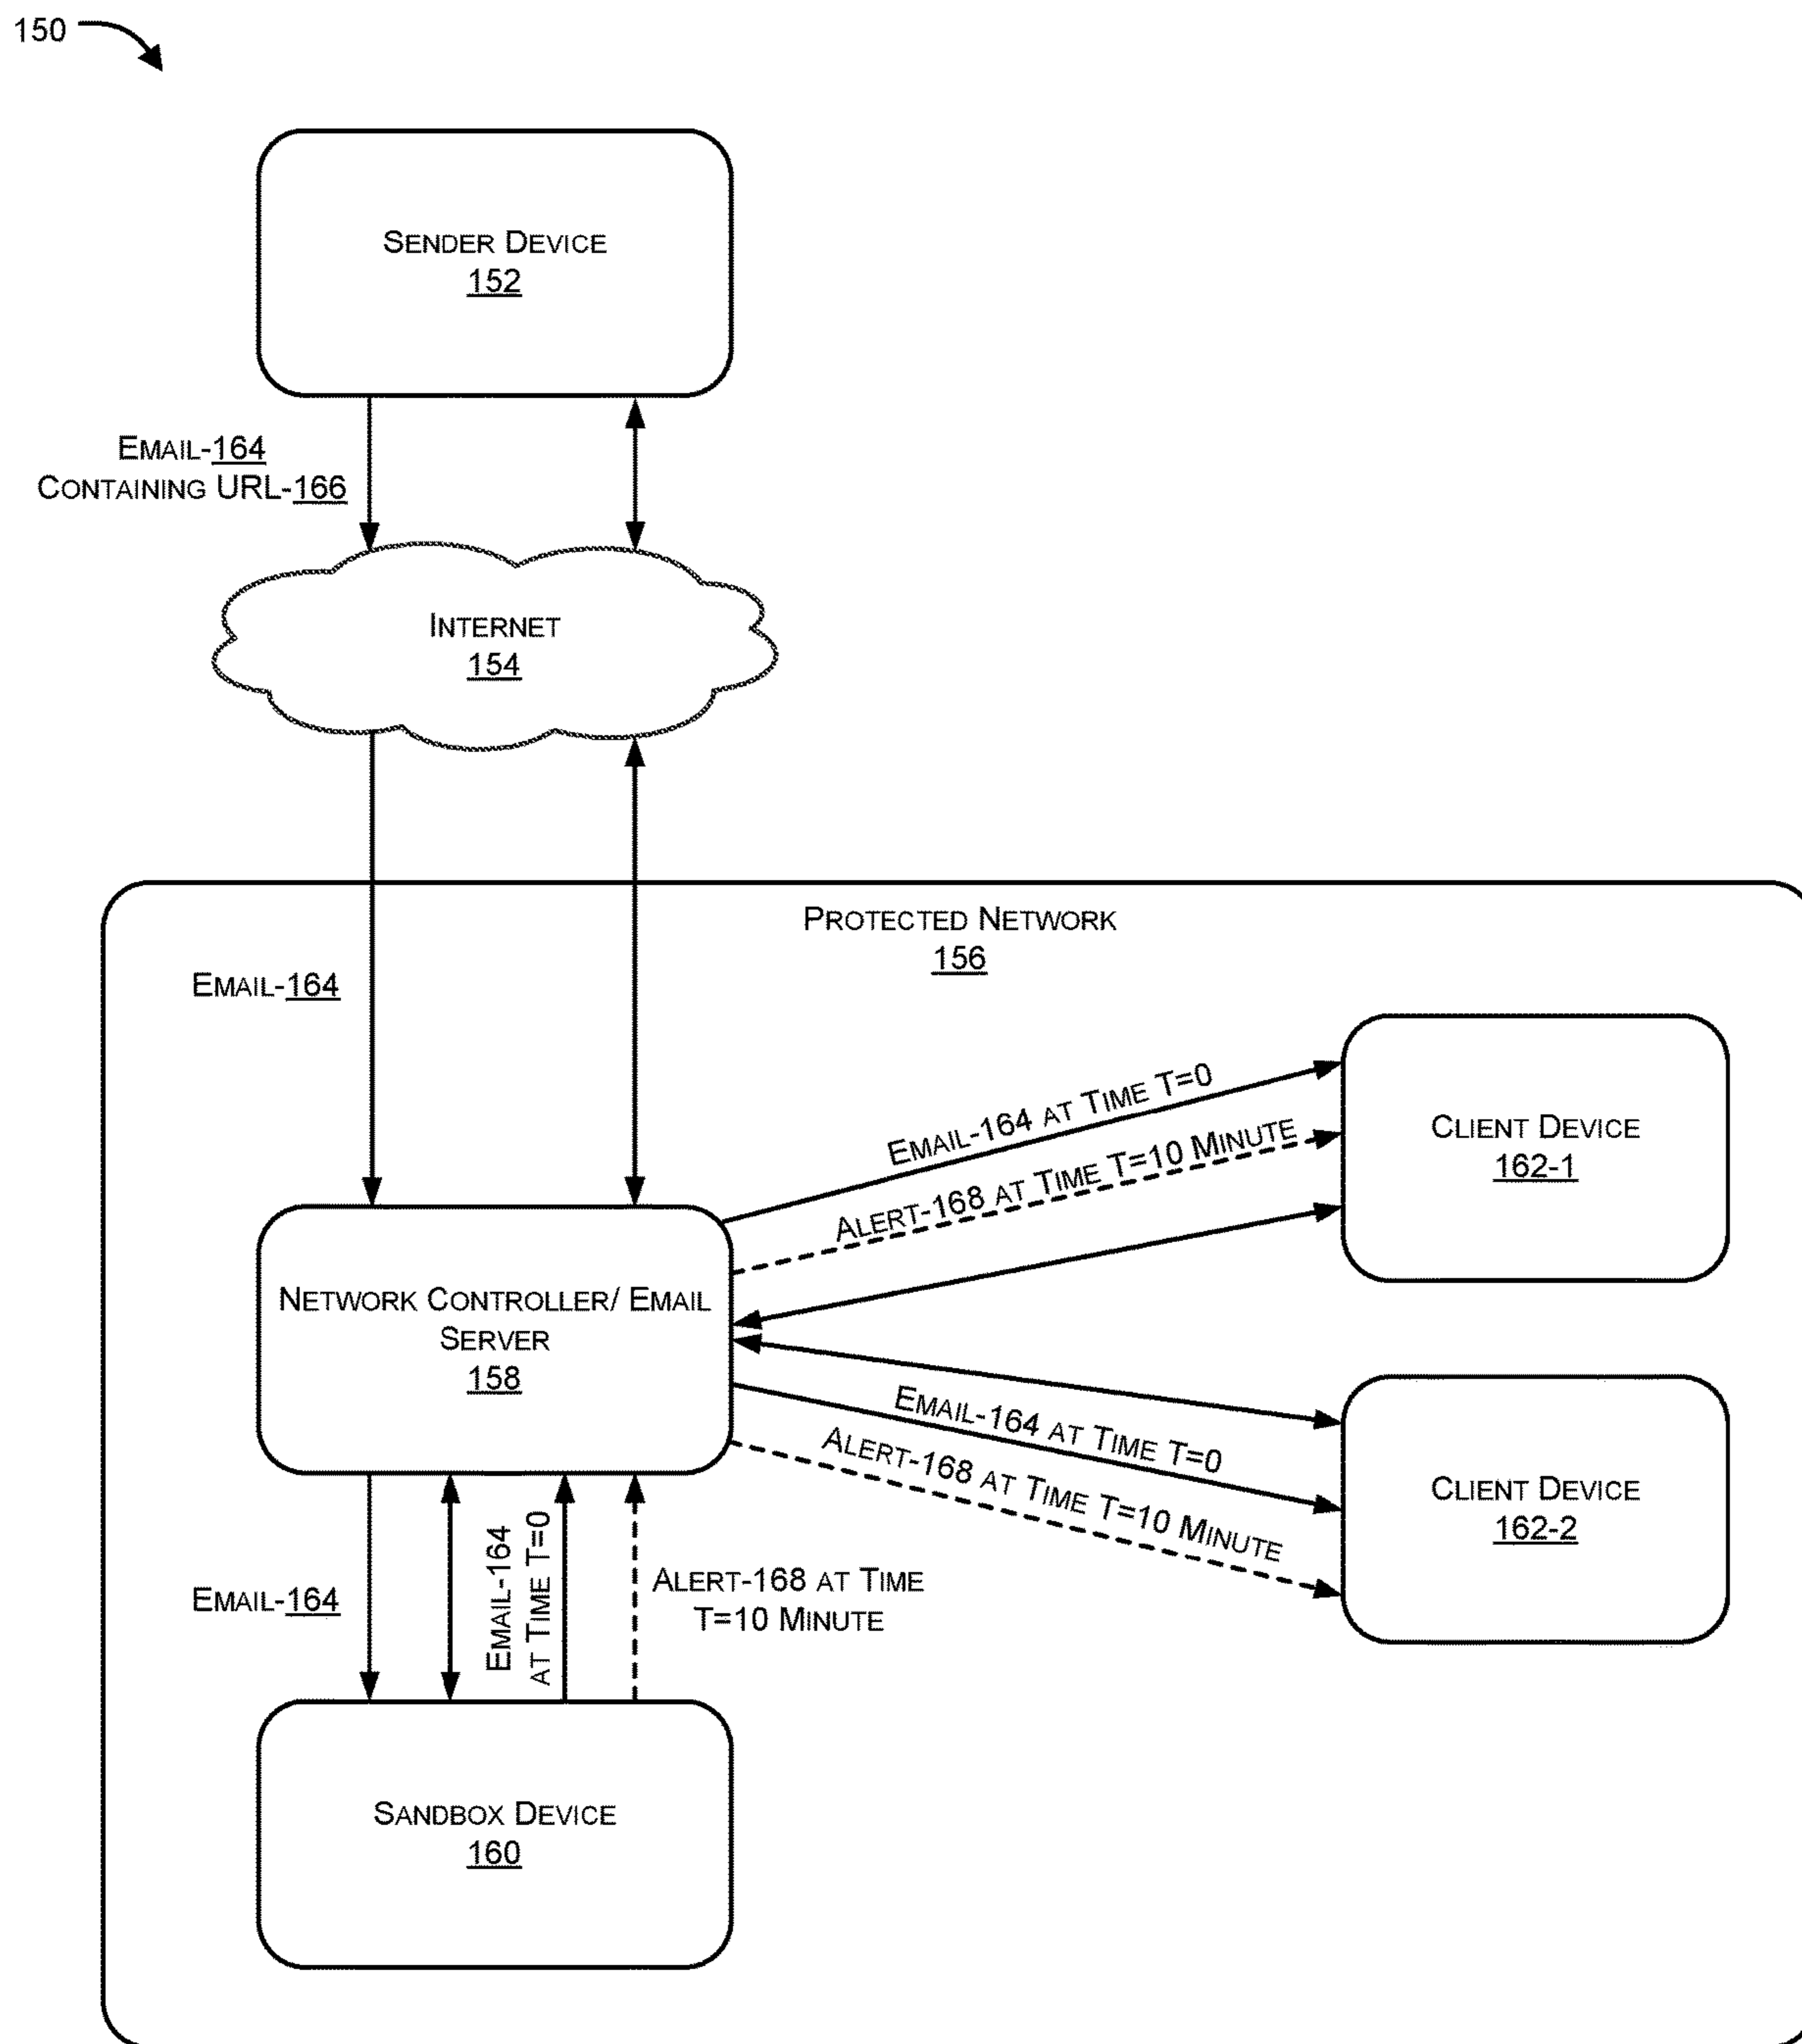 150
SENDER DEVICE
152
EMAIL-164
CONTAINING URL-166
INTERNET
154
PROTECTED NETWORK
156
EMAIL-164
EMAIL-164 AT TIME T=0
ALERT-168 AT TIME T=10 MINUTE
CLIENT DEVICE
162-1
NETWORK CONTROLLER/ EMAIL
SERVER
158
EMAIL-164 AT TIME T=0
ALERT-168 AT TIME T=10 MINUTE
CLIENT DEVICE
162-2
EMAIL-164
EMAIL-164
AT TIME T=0
ALERT-168 AT TIME
T=10 MINUTE
SANDBOX DEVICE
160